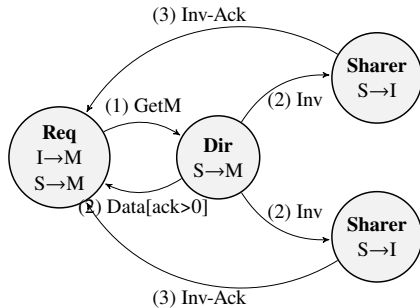 (3) Inv-Ack
Sharer
S→I
(1) GetM
(2) Inv
Req
I→M
S→M
Dir
S→M
(2) Data[ack>0]
(2) Inv
Sharer
S→I
(3) Inv-Ack